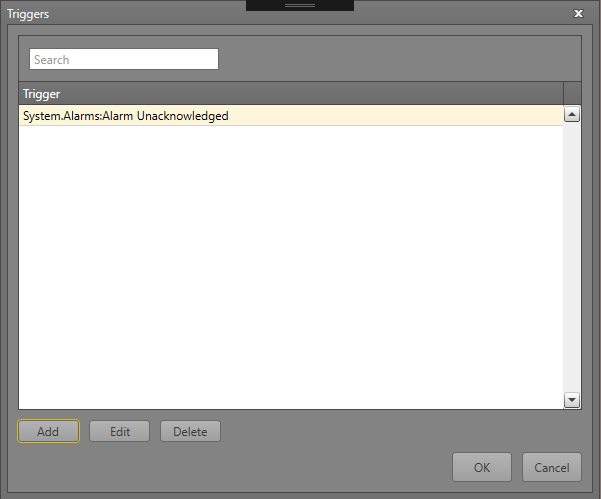 Triggers
Search
Trigger
System.Alarms:Alarm Unacknowledged
Add Edit Delete
OK Cancel